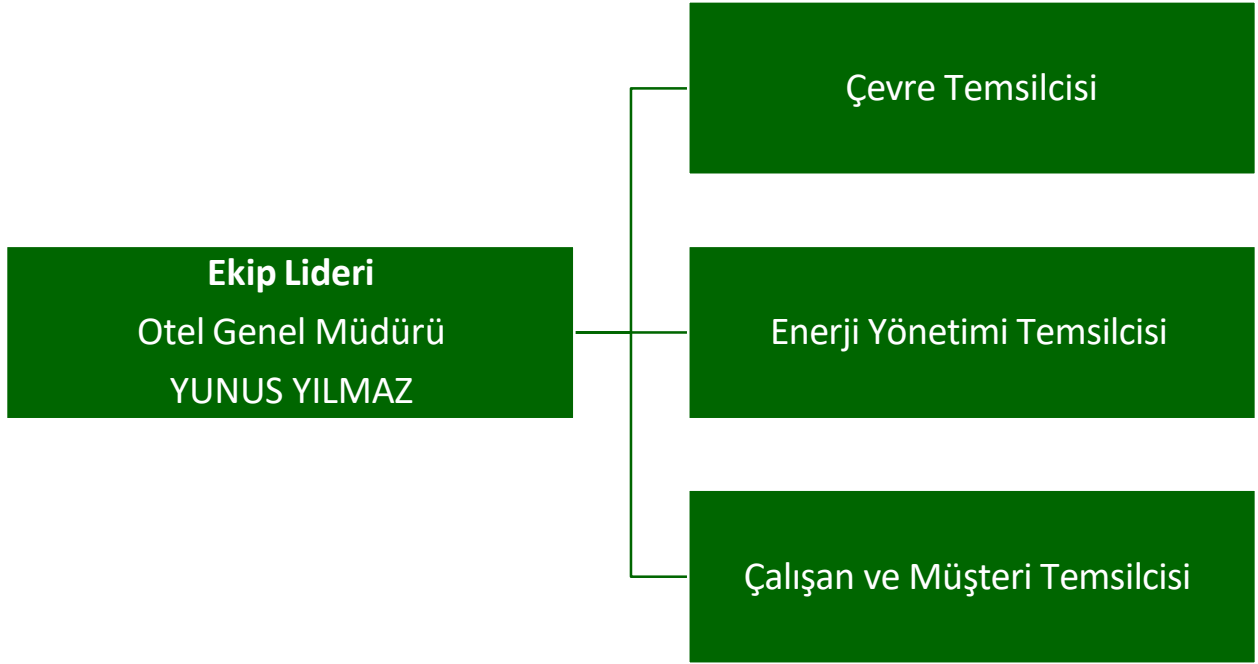 Çevre Temsilcisi
Ekip Lideri
Otel Genel Müdürü
YUNUS YILMAZ
Enerji Yönetimi Temsilcisi
Çalışan ve Müşteri Temsilcisi